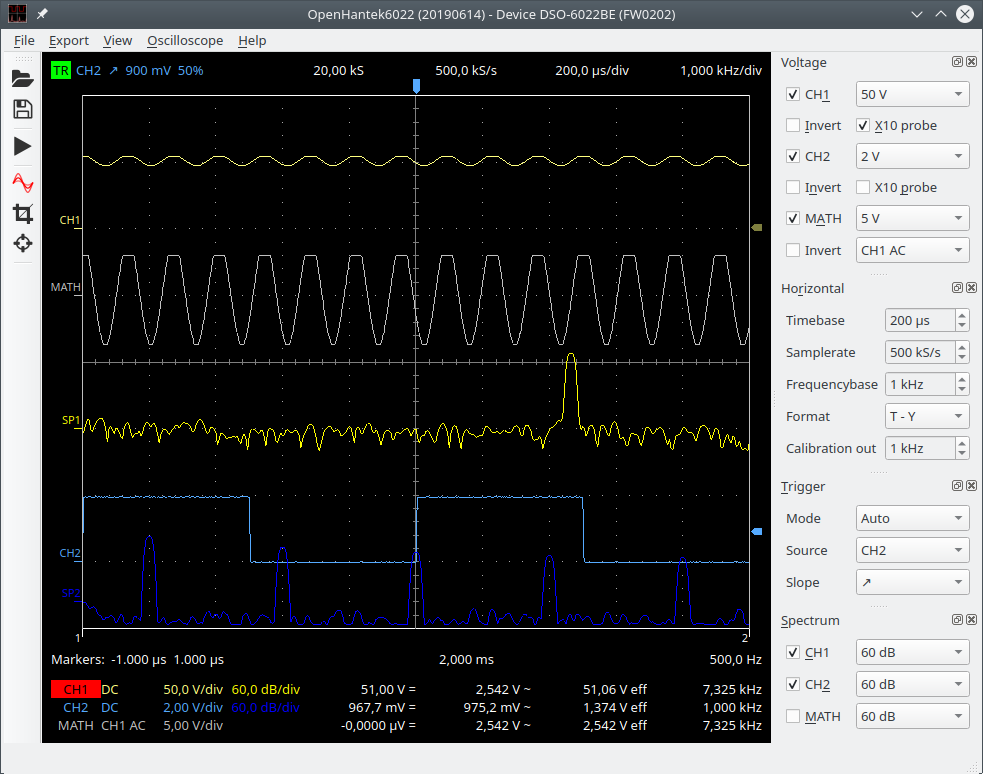 OpenHantek6022 (20190614) - Device DSO-6022BE (FW0202)
File Export View Oscilloscope Help
TR CH2 ↗ 900 mV 50% 20,00 kS 500,0 kS/s 200,0 µs/div 1,000 kHz/div
CH1
MATH
SP1
CH2
SP2
1 2
Markers: -1.000 µs 1.000 µs 2,000 ms 500,0 Hz
CH1 DC 50,0 V/div 60,0 dB/div 51,00 V = 2,542 V ~ 51,06 V eff 7,325 kHz
CH2 DC 2,00 V/div 60,0 dB/div 967,7 mV = 975,2 mV ~ 1,374 V eff 1,000 kHz
MATH CH1 AC 5,00 V/div -0,0000 µV = 2,542 V ~ 2,542 V eff 7,325 kHz
Voltage
CH1 50 V
Invert X10 probe
CH2 2 V
Invert X10 probe
MATH 5 V
Invert CH1 AC
Horizontal
Timebase 200 µs
Samplerate 500 kS/s
Frequencybase 1 kHz
Format T - Y
Calibration out 1 kHz
Trigger
Mode Auto
Source CH2
Slope ↗
Spectrum
CH1 60 dB
CH2 60 dB
MATH 60 dB